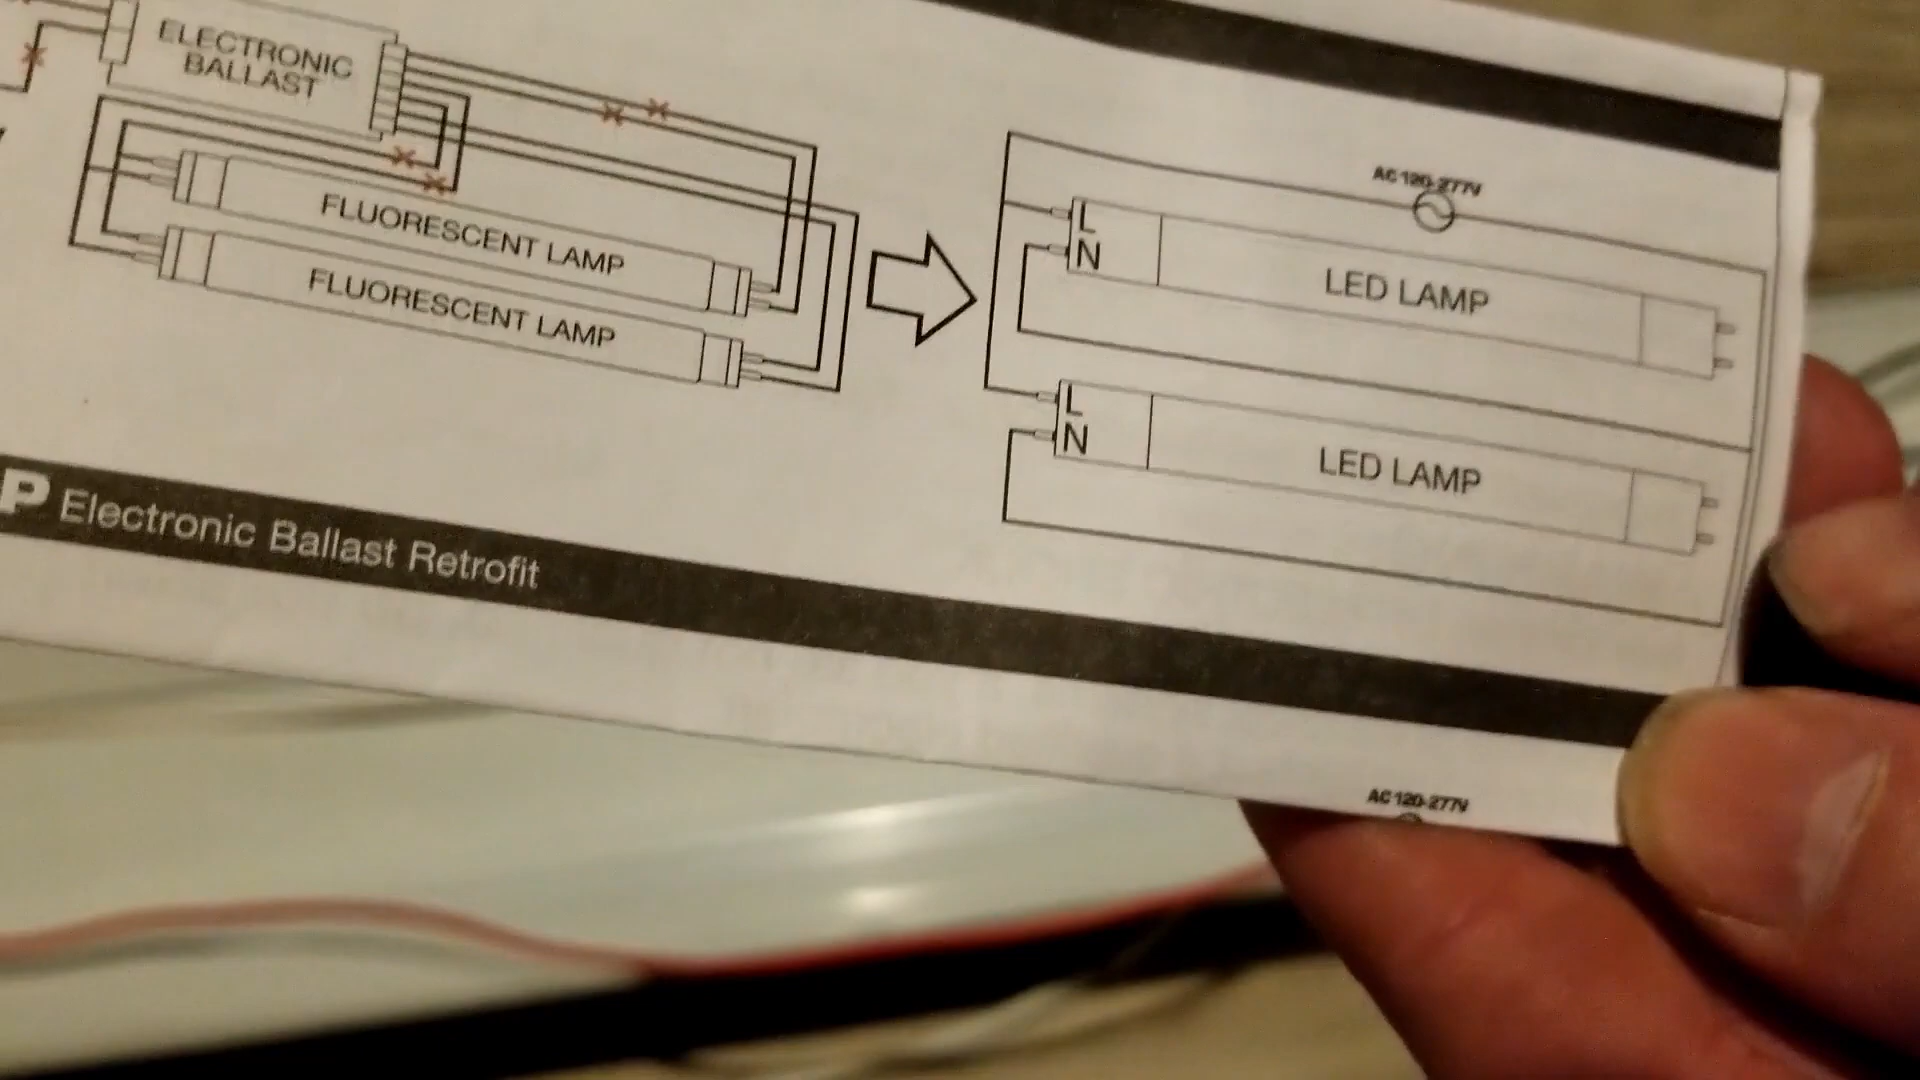 ELECTRONIC
BALLAST
FLUORESCENT LAMP
FLUORESCENT LAMP
AC 120-277V
L
N
LED LAMP
L
N
LED LAMP
P Electronic Ballast Retrofit
AC 120-277V